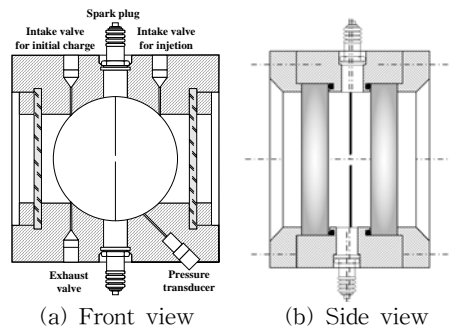 Spark plug
Intake valve
for initial charge
Intake valve
for injetion
Exhaust
valve
Pressure
transducer
(a) Front view
(b) Side view